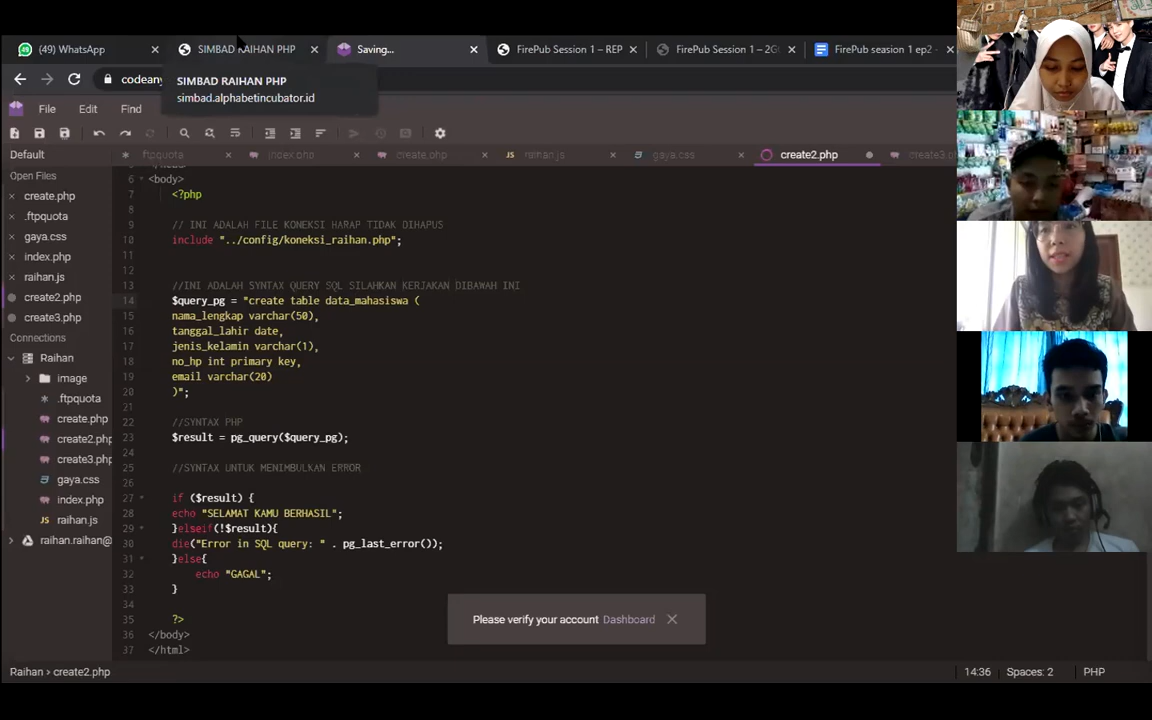 (49) WhatsApp
SIMBAD RAIHAN PHP
Saving...
FirePub Session 1 – REP
FirePub Session 1 – 2G
FirePub seasion 1 ep2 -
codeany
SIMBAD RAIHAN PHP
simbad.alphabetincubator.id
File Edit Find
Default
ftpquota
index.php
create.php
JS raihan.js
gaya.css
create2.php
create3.php
Open Files
create.php
.ftpquota
gaya.css
index.php
raihan.js
create2.php
create3.php
Connections
Raihan
image
.ftpquota
create.php
create2.php
create3.php
gaya.css
index.php
JS raihan.js
raihan.raihan@
6 <body>
7 <?php
8
9 // INI ADALAH FILE KONEKSI HARAP TIDAK DIHAPUS
10 include "../config/koneksi_raihan.php";
11
12
13 //INI ADALAH SYNTAX QUERY SQL SILAHKAN KERJAKAN DIBAWAH INI
14 $query_pg = "create table data_mahasiswa (
15 nama_lengkap varchar(50),
16 tanggal_lahir date,
17 jenis_kelamin varchar(1),
18 no_hp int primary key,
19 email varchar(20)
20 )";
21
22 //SYNTAX PHP
23 $result = pg_query($query_pg);
24
25 //SYNTAX UNTUK MENIMBULKAN ERROR
26
27 if ($result) {
28 echo "SELAMAT KAMU BERHASIL";
29 }elseif(!$result){
30 die("Error in SQL query: " . pg_last_error());
31 }else{
32 echo "GAGAL";
33 }
34
35 ?>
36 </body>
37 </html>
Please verify your account Dashboard
Raihan > create2.php
14:36 Spaces: 2 PHP